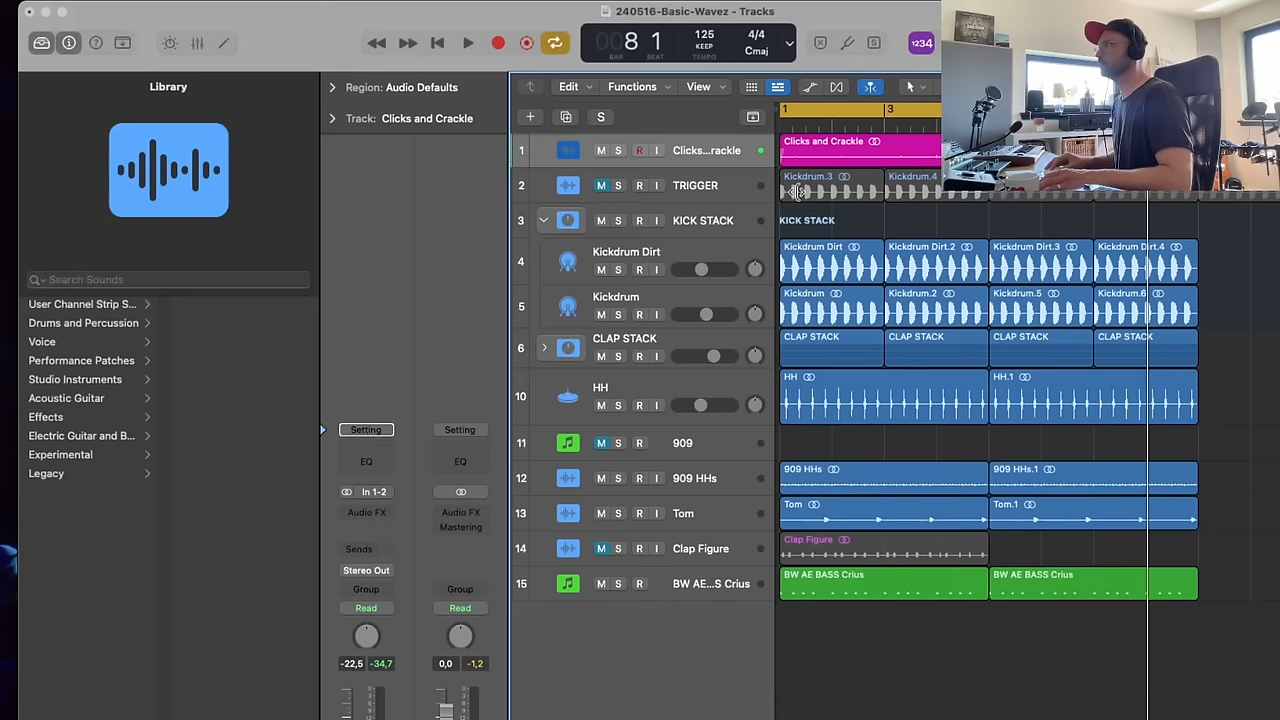 240516-Basic-Wavez - Tracks
008 1
BAR BEAT
125
KEEP
TEMPO
4/4
Cmaj
1234
Library
Search Sounds
User Channel Strip S...
Drums and Percussion
Voice
Performance Patches
Studio Instruments
Acoustic Guitar
Effects
Electric Guitar and B...
Experimental
Legacy
Region: Audio Defaults
Track: Clicks and Crackle
Setting Setting
EQ EQ
In 1-2
Audio FX Audio FX
Mastering
Sends
Stereo Out
Group Group
Read Read
-22,5 -34,7 0,0 -1,2
Edit Functions View
S
1 3
1 M S R I Clicks...rackle
Clicks and Crackle
2 M S R I TRIGGER
Kickdrum.3 Kickdrum.4
3 M S R I KICK STACK
KICK STACK
4 Kickdrum Dirt
M S R I
Kickdrum Dirt Kickdrum Dirt.2 Kickdrum Dirt.3 Kickdrum Dirt.4
5 Kickdrum
M S R I
Kickdrum Kickdrum.2 Kickdrum.5 Kickdrum.6
6 CLAP STACK
M S R I
CLAP STACK CLAP STACK CLAP STACK CLAP STACK
10 HH
M S R I
HH HH.1
11 M S R 909
12 M S R I 909 HHs
909 HHs 909 HHs.1
13 M S R I Tom
Tom Tom.1
14 M S R I Clap Figure
Clap Figure
15 M S R BW AE...S Crius
BW AE BASS Crius BW AE BASS Crius